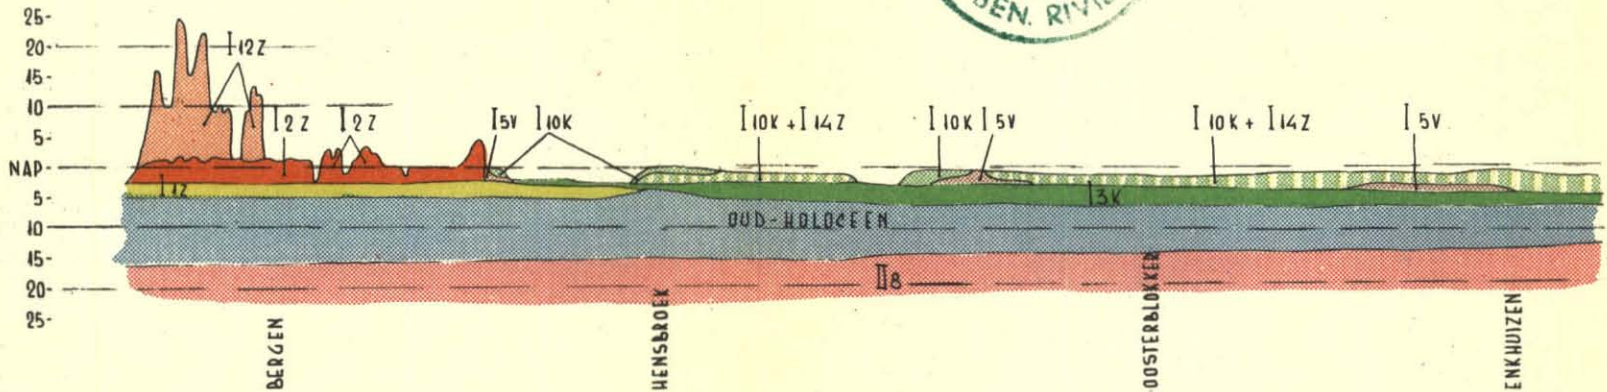 BEN. RIVI
25-
20-
15-
10
5-
NAP
5-
10
15-
20-
25-
I12Z
I2Z
I2Z
I5V
I10K
I10K + I14Z
I10K
I5V
I10K + I14Z
I5V
I1Z
I3K
OUD-HOLOCEEN
II8
BERGEN
HENSBROEK
OOSTERBLOKKER
ENKHUIZEN